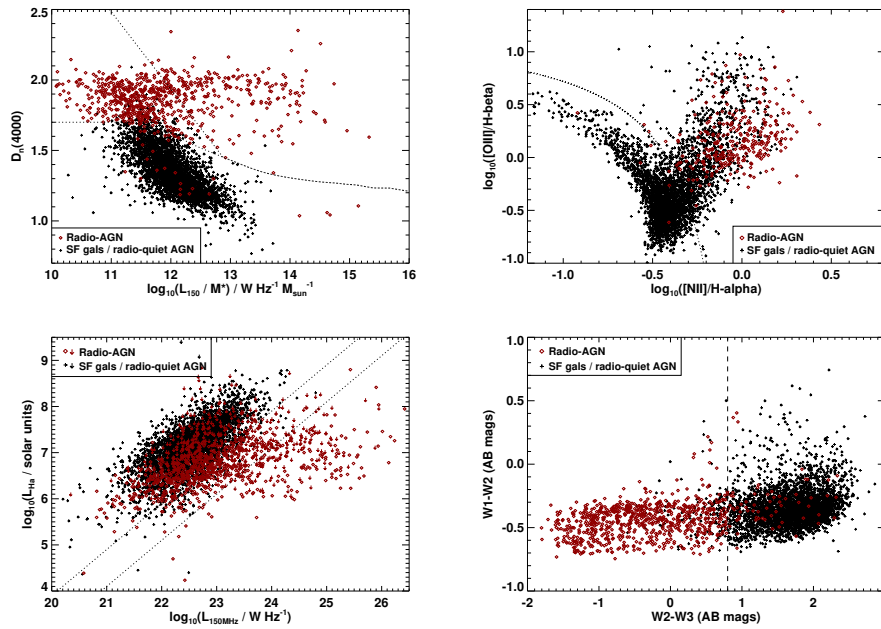 2.5
2.0
1.5
1.0
D_n(4000)
Radio-AGN
SF gals / radio-quiet AGN
10 11 12 13 14 15 16
log₁₀(L₁₅₀ / M*) / W Hz⁻¹ M_sun⁻¹
1.0
0.5
0.0
-0.5
-1.0
log₁₀([OIII]/H-beta)
Radio-AGN
SF gals / radio-quiet AGN
-1.0 -0.5 0.0 0.5
log₁₀([NII]/H-alpha)
9
8
7
6
5
4
log₁₀(L_Ha / solar units)
Radio-AGN
SF gals / radio-quiet AGN
20 21 22 23 24 25 26
log₁₀(L_150MHz / W Hz⁻¹)
1.0
0.5
0.0
-0.5
-1.0
W1-W2 (AB mags)
Radio-AGN
SF gals / radio-quiet AGN
-2 -1 0 1 2
W2-W3 (AB mags)